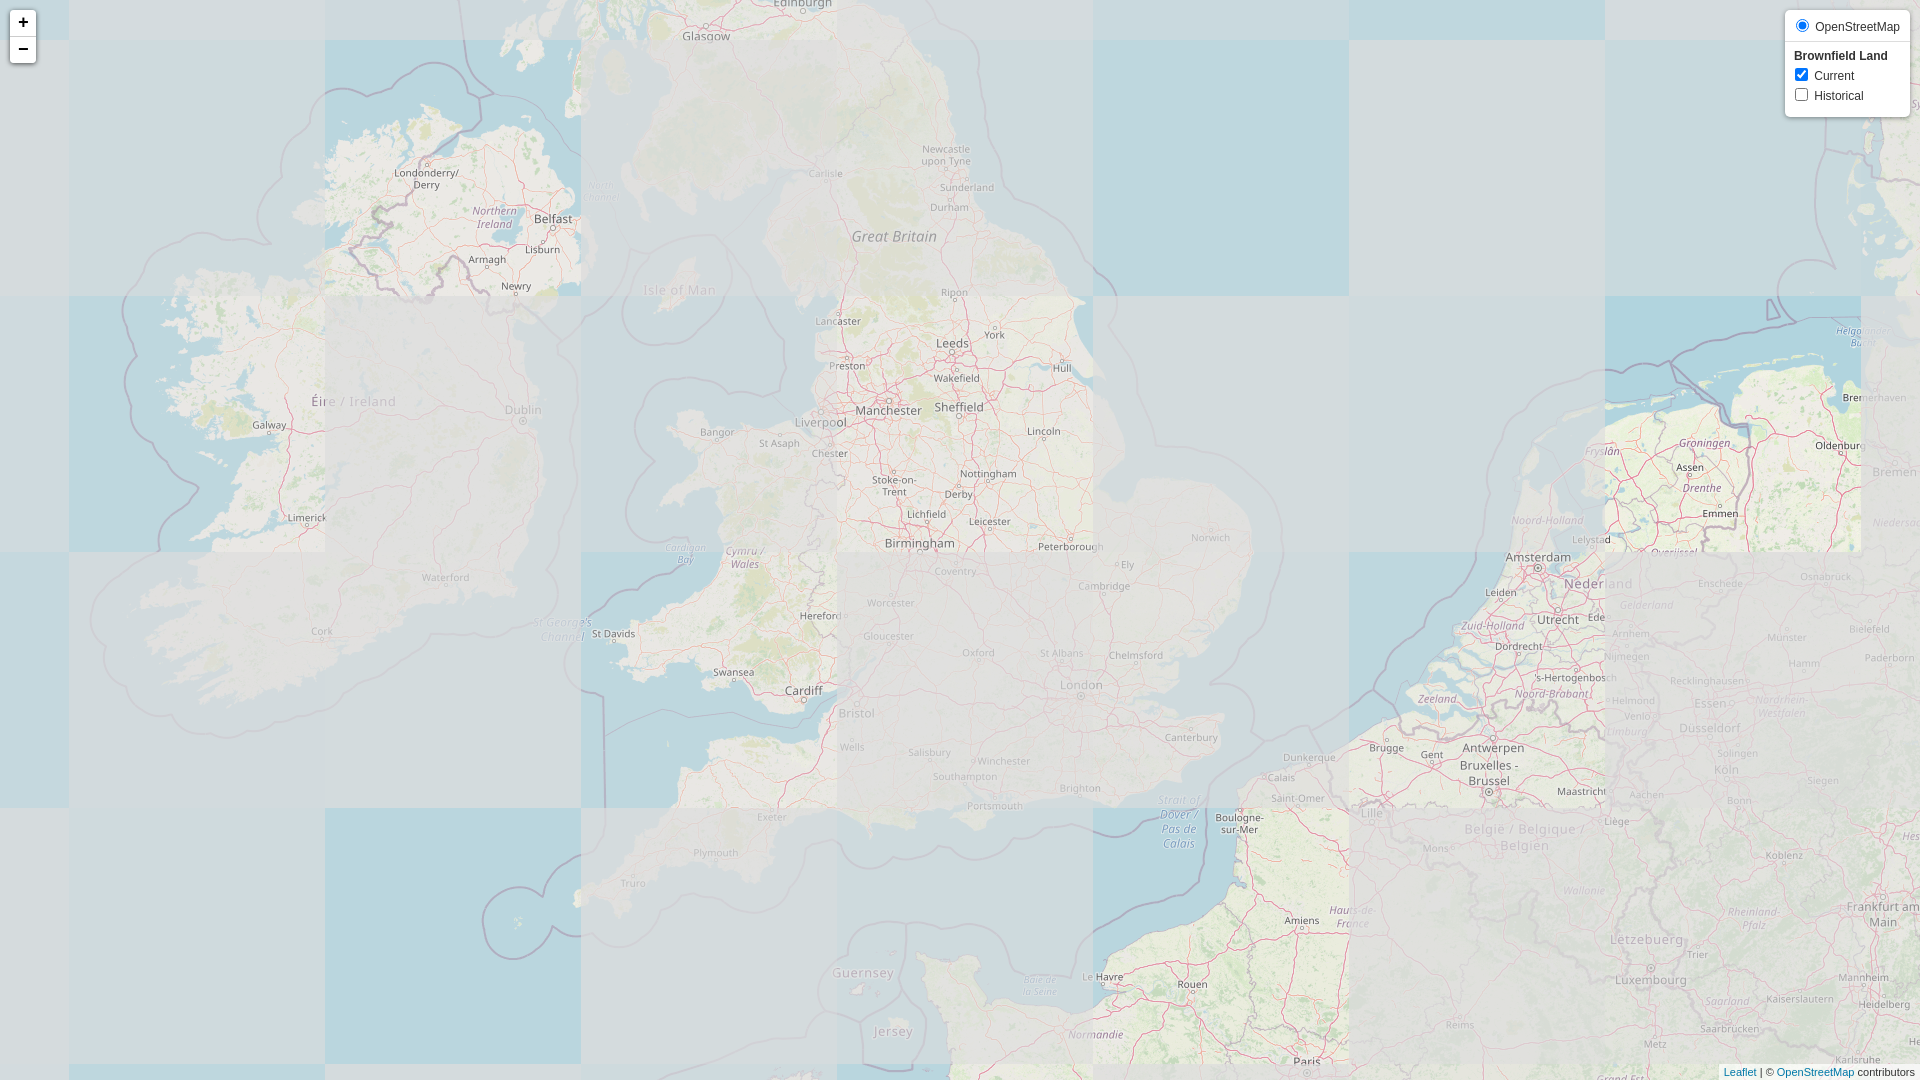 +
−
OpenStreetMap
Brownfield Land
Current
Historical
Edinburgh
Glasgow
Londonderry/
Derry
Northern
Ireland
Belfast
Lisburn
Armagh
Newry
Newcastle
upon Tyne
Carlisle
Sunderland
Durham
Great Britain
Isle of Man
Ripon
Lancaster
York
Leeds
Preston
Wakefield
Hull
Éire / Ireland
Dublin
Manchester
Sheffield
Galway
Liverpool
Bangor
St Asaph
Chester
Lincoln
Nottingham
Stoke-on-
Trent
Derby
Limerick
Lichfield
Leicester
Birmingham
Peterborough
Norwich
Cardigan
Bay
Cymru /
Wales
Coventry
Ely
Cambridge
Waterford
Worcester
Hereford
St George's
Channel
St Davids
Cork
Gloucester
Oxford
St Albans
Chelmsford
Swansea
Cardiff
London
Bristol
Wells
Salisbury
Winchester
Southampton
Canterbury
Brighton
Portsmouth
Exeter
Plymouth
Truro
Strait of
Dover /
Pas de
Calais
Dunkerque
Calais
Saint-Omer
Boulogne-
sur-Mer
Lille
Brugge
Gent
Antwerpen
Bruxelles -
Brussel
Maastricht
Helgoländer
Bucht
Bremerhaven
Groningen
Oldenburg
Fryslân
Assen
Drenthe
Bremen
Emmen
Noord-Holland
Lelystad
Overijssel
Amsterdam
Nederland
Enschede
Osnabrück
Leiden
Gelderland
Utrecht
Ede
Zuid-Holland
Arnhem
Münster
Bielefeld
Dordrecht
Nijmegen
Hamm
Paderborn
's-Hertogenbosch
Recklinghausen
Zeeland
Noord-Brabant
Helmond
Essen
Nordrhein-
Westfalen
Venlo
Limburg
Düsseldorf
Solingen
Köln
Siegen
Aachen
Bonn
Liège
België / Belgique /
Belgien
Mons
Koblenz
Wallonie
Hauts-de-
France
Amiens
Rheinland-
Pfalz
Frankfurt am
Main
Lëtzebuerg
Trier
Luxembourg
Mannheim
Guernsey
Baie de
la Seine
Le Havre
Rouen
Saarland
Kaiserslautern
Heidelberg
Jersey
Normandie
Reims
Saarbrücken
Metz
Paris
Karlsruhe
Grand Est
Leaflet | © OpenStreetMap contributors